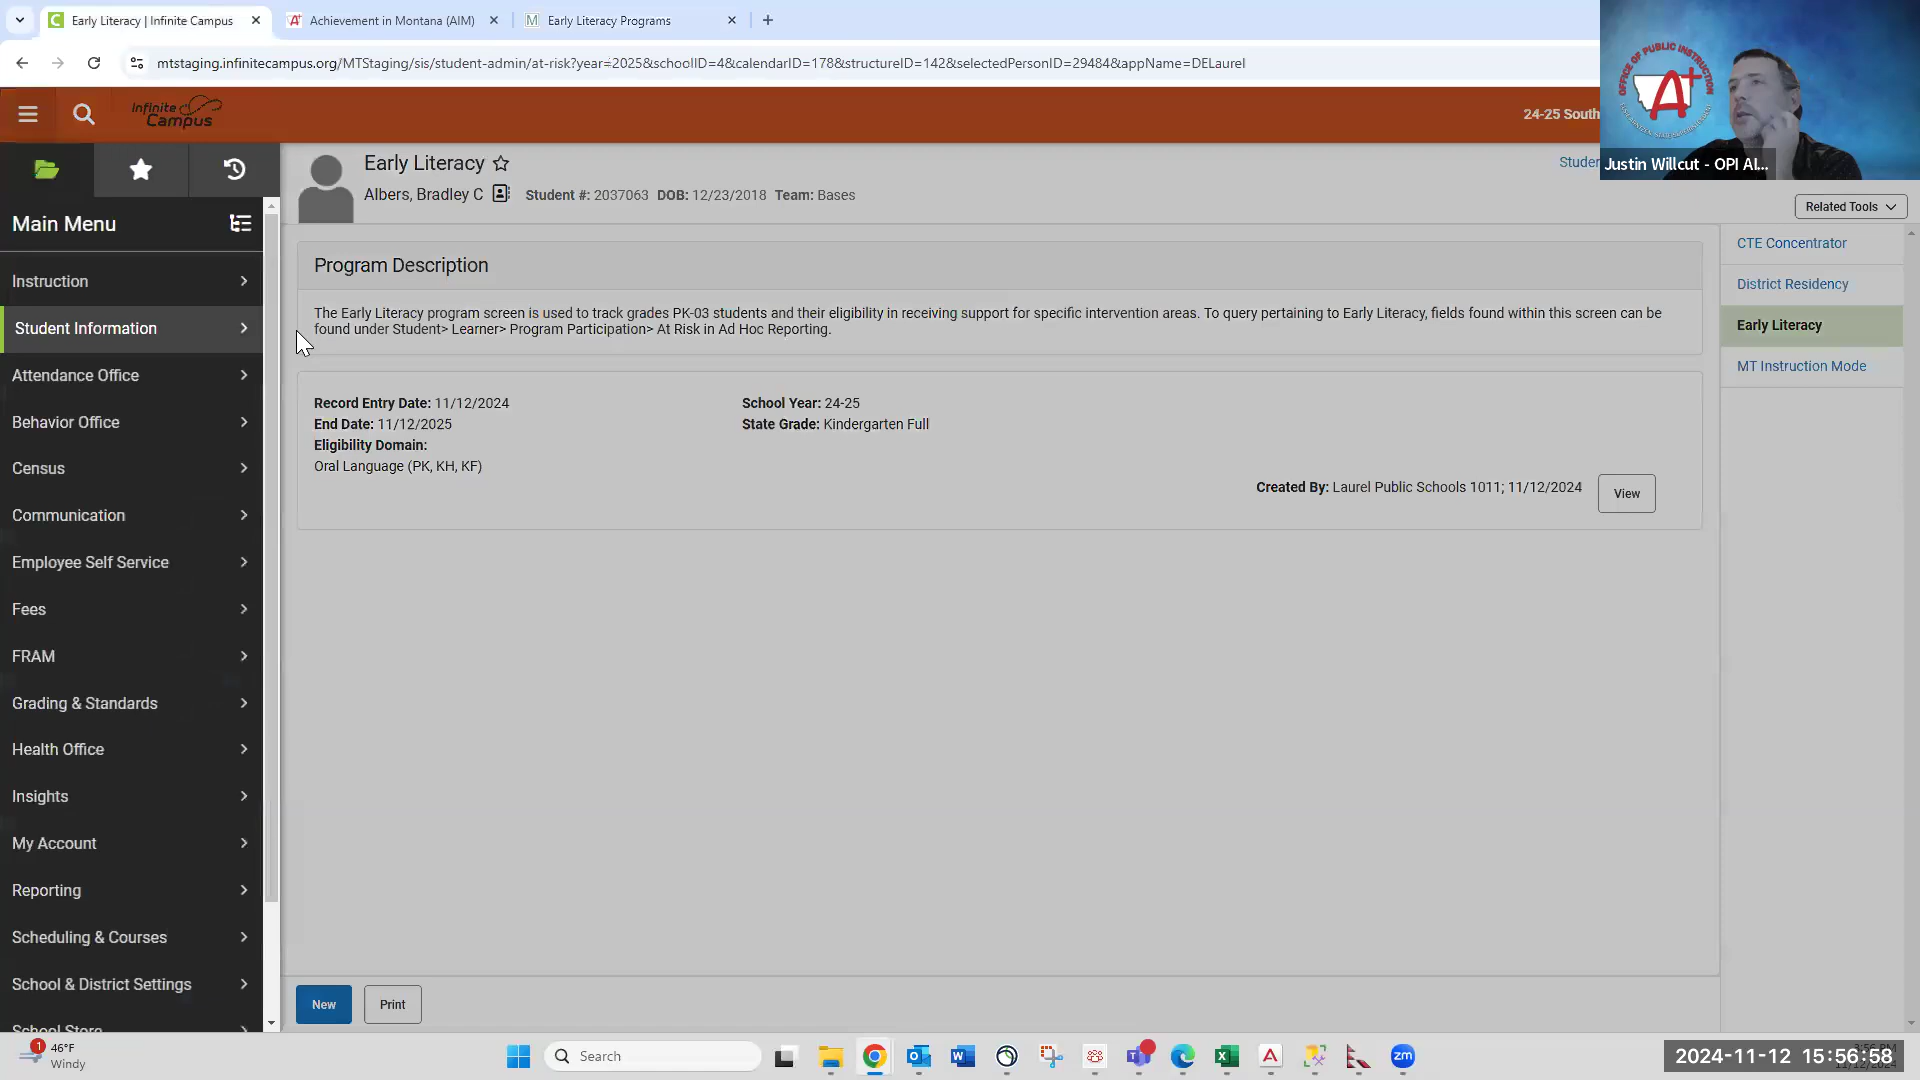 Early Literacy | Infinite Campus
Achievement in Montana (AIM)
Early Literacy Programs
mtstaging.infinitecampus.org/MTStaging/sis/student-admin/at-risk?year=2025&schoolID=4&calendarID=178&structureID=142&selectedPersonID=29484&appName=DELaurel
Infinite
Campus
24-25 South
OFFICE OF PUBLIC INSTRUCTION
Justin Willcut - OPI AI...
Main Menu
Instruction
Student Information
Attendance Office
Behavior Office
Census
Communication
Employee Self Service
Fees
FRAM
Grading & Standards
Health Office
Insights
My Account
Reporting
Scheduling & Courses
School & District Settings
School Store
Early Literacy
Albers, Bradley C
Student #: 2037063 DOB: 12/23/2018 Team: Bases
Related Tools
Program Description
The Early Literacy program screen is used to track grades PK-03 students and their eligibility in receiving support for specific intervention areas. To query pertaining to Early Literacy, fields found within this screen can be
found under Student> Learner> Program Participation> At Risk in Ad Hoc Reporting.
Record Entry Date: 11/12/2024
End Date: 11/12/2025
Eligibility Domain:
Oral Language (PK, KH, KF)
School Year: 24-25
State Grade: Kindergarten Full
Created By: Laurel Public Schools 1011; 11/12/2024
View
CTE Concentrator
District Residency
Early Literacy
MT Instruction Mode
New
Print
1
46°F
Windy
Search
zm
2024-11-12 15:56:58